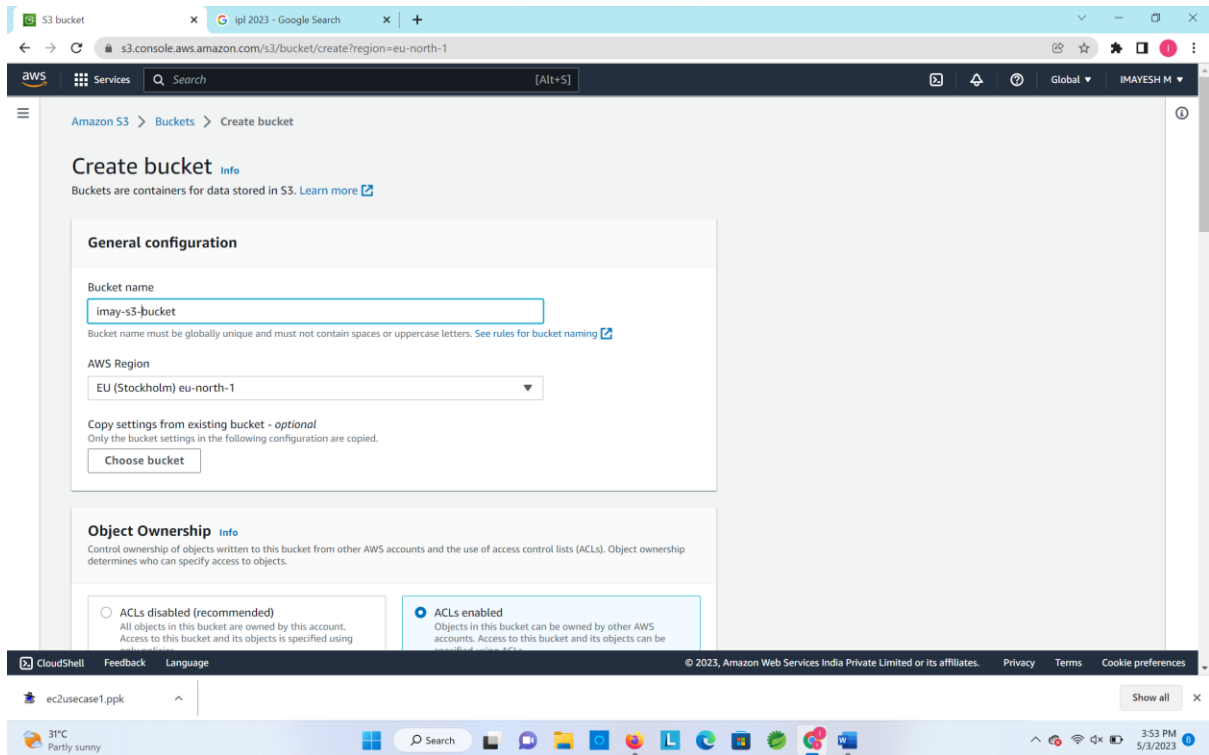 S3 bucket
ipl 2023 - Google Search
s3.console.aws.amazon.com/s3/bucket/create?region=eu-north-1
aws
Services
Search
[Alt+S]
Global
IMAYESH M
Amazon S3 > Buckets > Create bucket
Create bucket Info
Buckets are containers for data stored in S3. Learn more
General configuration
Bucket name
imay-s3-bucket
Bucket name must be globally unique and must not contain spaces or uppercase letters. See rules for bucket naming
AWS Region
EU (Stockholm) eu-north-1
Copy settings from existing bucket - optional
Only the bucket settings in the following configuration are copied.
Choose bucket
Object Ownership Info
Control ownership of objects written to this bucket from other AWS accounts and the use of access control lists (ACLs). Object ownership
determines who can specify access to objects.
ACLs disabled (recommended)
All objects in this bucket are owned by this account.
Access to this bucket and its objects is specified using
only policies.
ACLs enabled
Objects in this bucket can be owned by other AWS
accounts. Access to this bucket and its objects can be
specified using ACLs.
CloudShell Feedback Language
© 2023, Amazon Web Services India Private Limited or its affiliates. Privacy Terms Cookie preferences
ec2usecase1.ppk
Show all
31°C
Partly sunny
Search
3:53 PM
5/3/2023
8